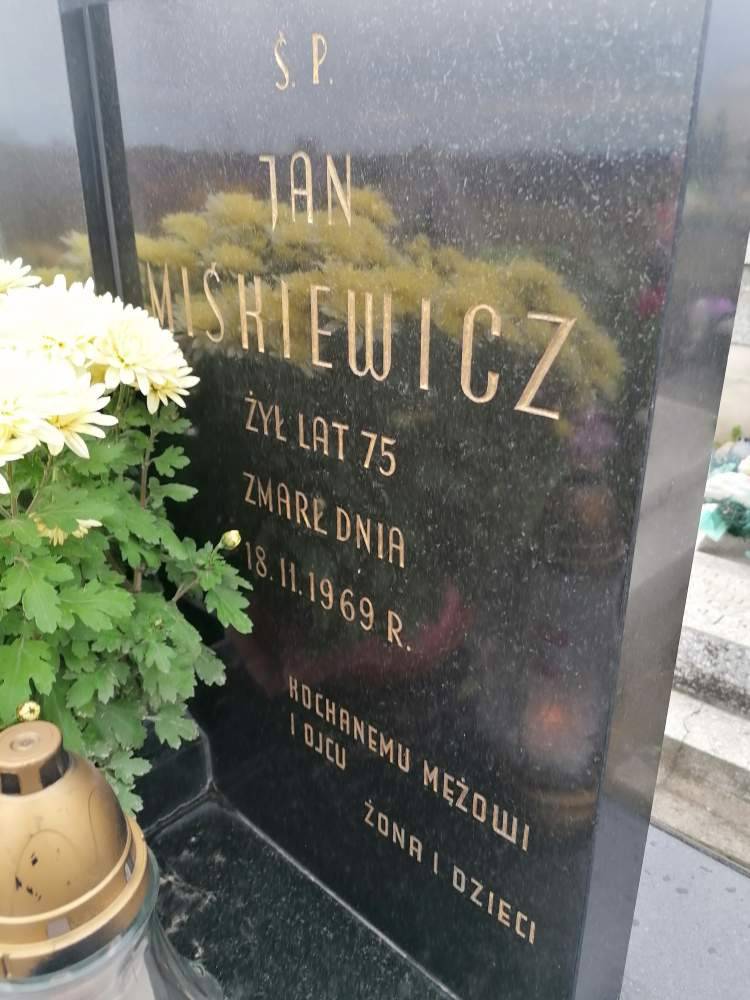 Ś. P.
JAN
MIŚKIEWICZ
ŻYŁ LAT 75
ZMARŁ DNIA
18.11.1969 R.
KOCHANEMU MĘŻOWI
I OJCU
ŻONA I DZIECI